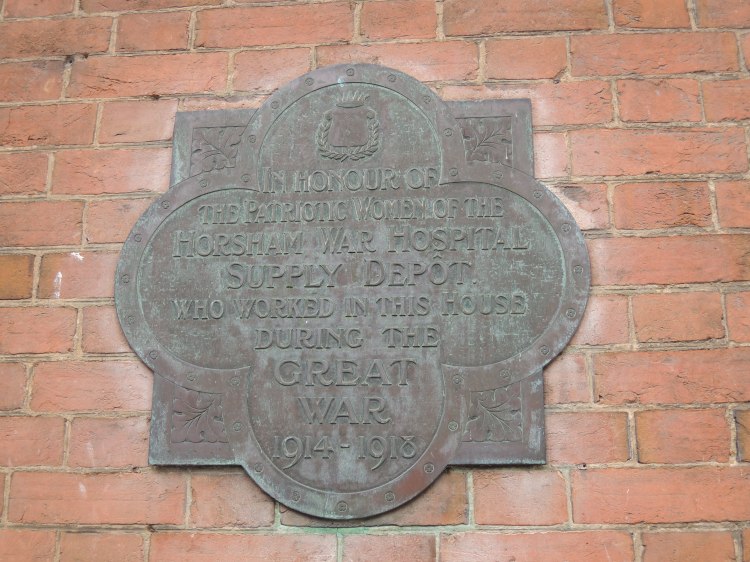 IN HONOUR OF
THE PATRIOTIC WOMEN OF THE
HORSHAM WAR HOSPITAL
SUPPLY DEPÔT.
WHO WORKED IN THIS HOUSE
DURING THE
GREAT
WAR
1914-1918